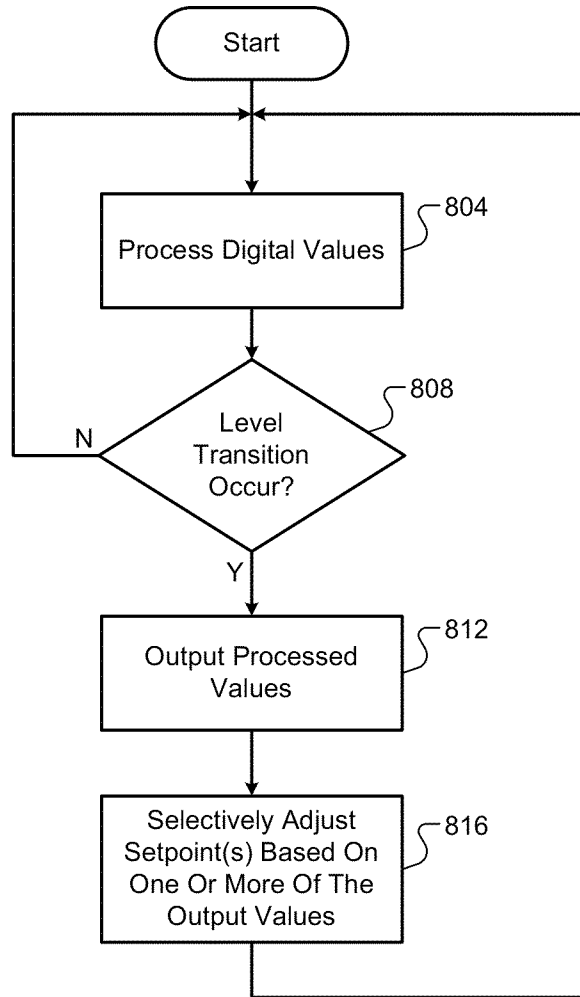 Start
Process Digital Values
804
Level
Transition
Occur?
808
N
Y
Output Processed
Values
812
Selectively Adjust
Setpoint(s) Based On
One Or More Of The
Output Values
816